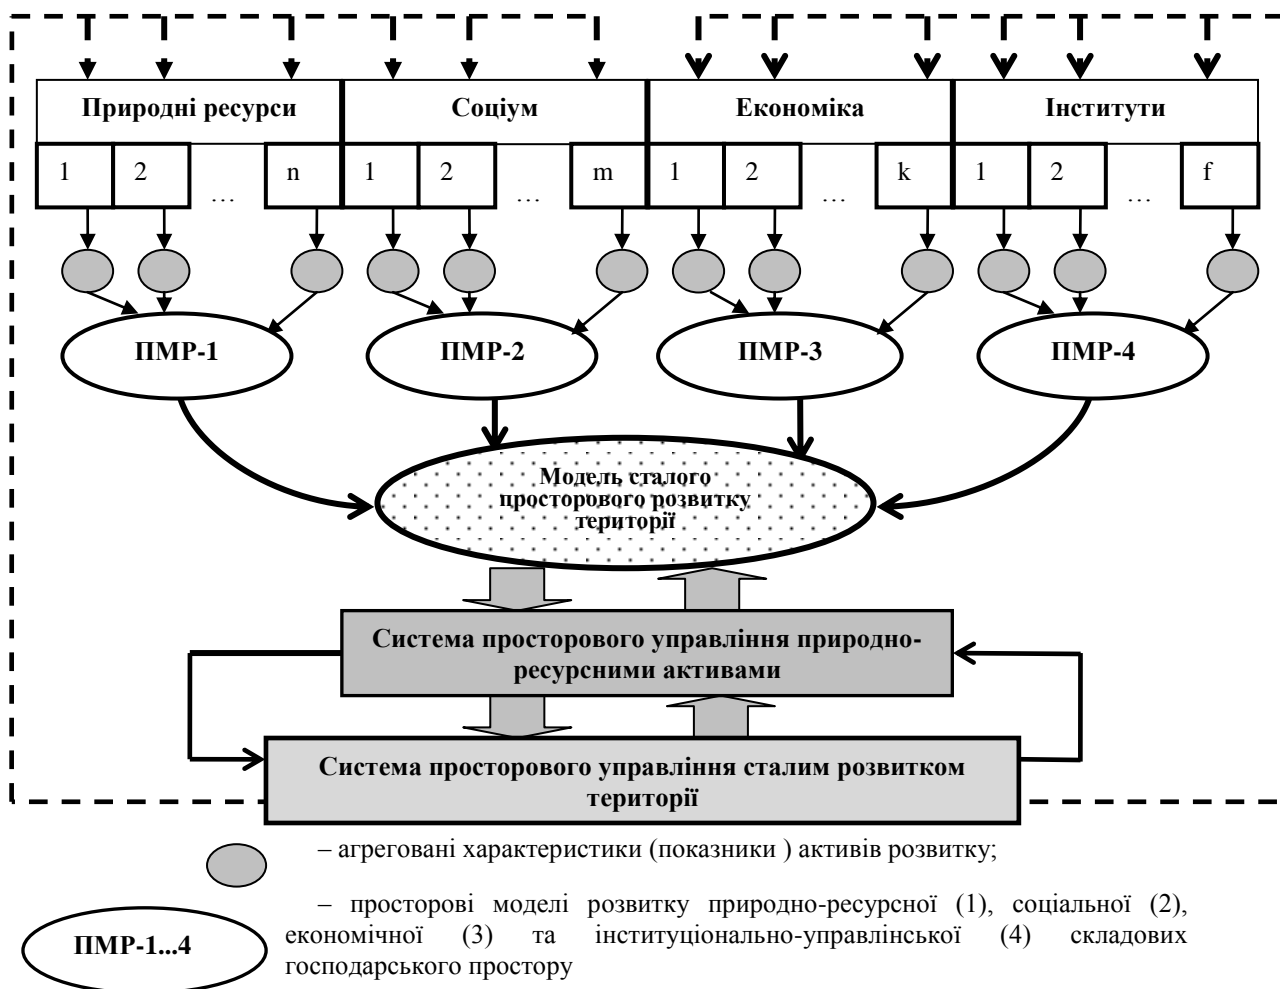 Природні ресурси Соціум Економіка Інститути
1 2 … n 1 2 … m 1 2 … k 1 2 … f
ПМР-1 ПМР-2 ПМР-3 ПМР-4
Модель сталого
просторового розвитку
території
Система просторового управління природно-
ресурсними активами
Система просторового управління сталим розвитком
території
– агреговані характеристики (показники ) активів розвитку;
– просторові моделі розвитку природно-ресурсної (1), соціальної (2),
ПМР-1...4
економічної (3) та інституціонально-управлінської (4) складових
господарського простору